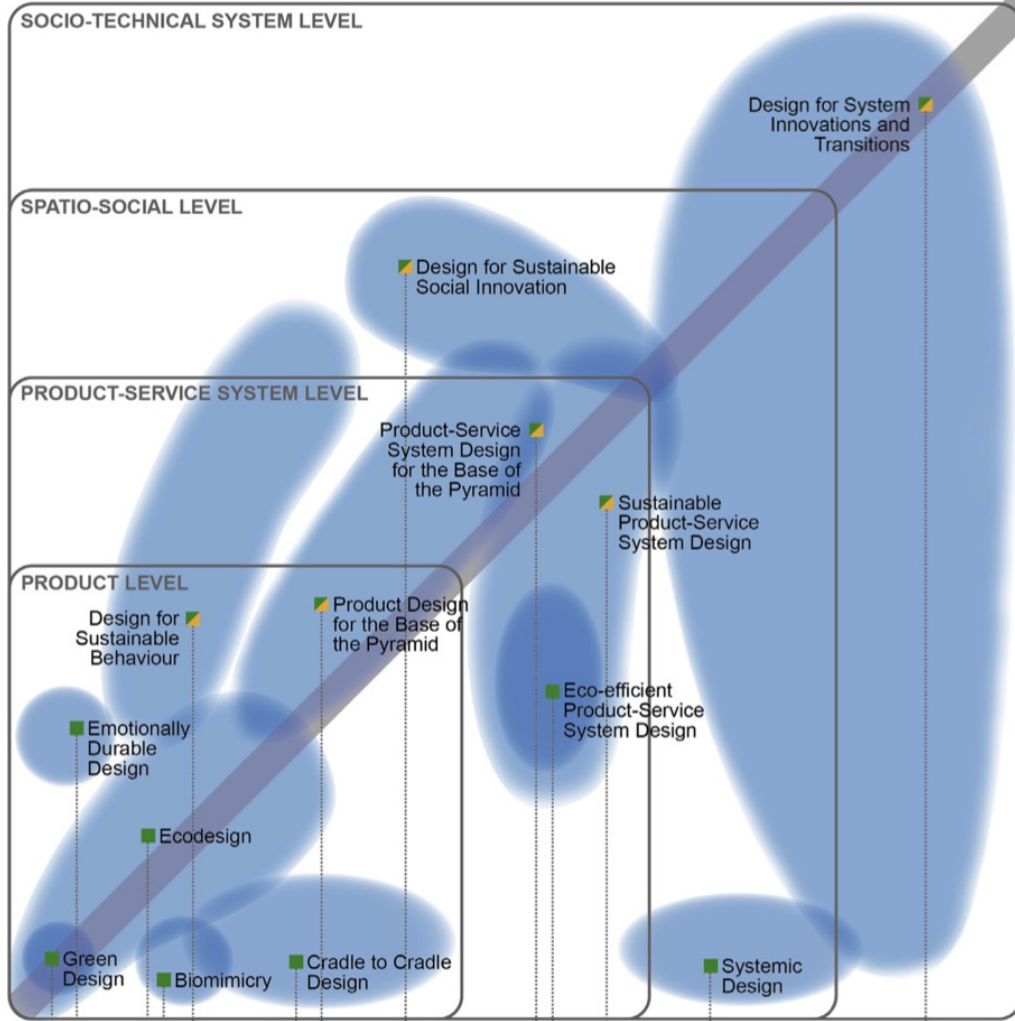 SOCIO-TECHNICAL SYSTEM LEVEL
Design for System
Innovations and
Transitions
SPATIO-SOCIAL LEVEL
Design for Sustainable
Social Innovation
PRODUCT-SERVICE SYSTEM LEVEL
Product-Service
System Design
for the Base of
the Pyramid
Sustainable
Product-Service
System Design
PRODUCT LEVEL
Design for
Sustainable
Behaviour
Product Design
for the Base of
the Pyramid
Eco-efficient
Product-Service
System Design
Emotionally
Durable
Design
Ecodesign
Green
Design
Biomimicry
Cradle to Cradle
Design
Systemic
Design